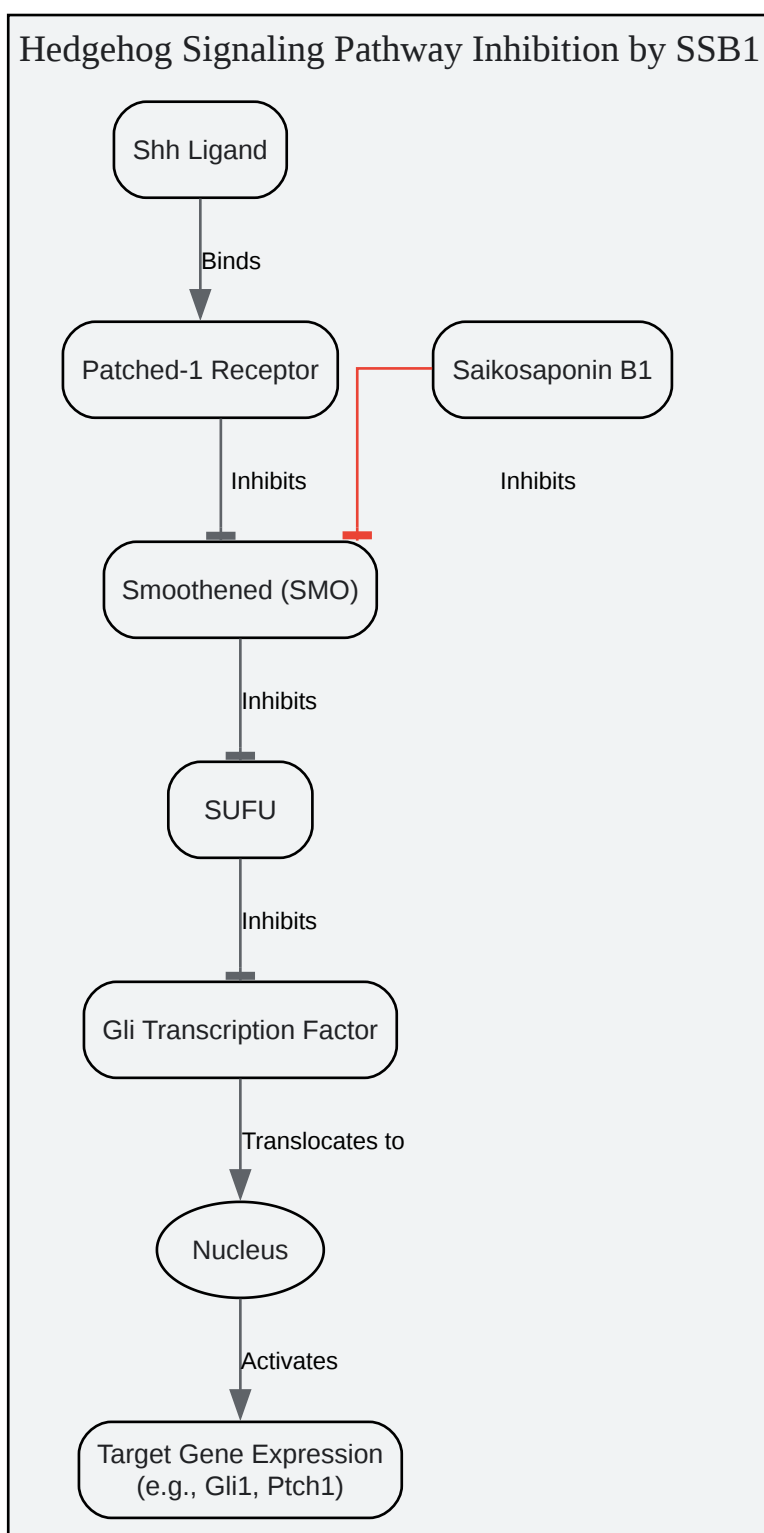 Hedgehog Signaling Pathway Inhibition by SSB1
Shh Ligand
Binds
Patched-1 Receptor
Saikosaponin B1
Inhibits
Inhibits
Smoothened (SMO)
Inhibits
SUFU
Inhibits
Gli Transcription Factor
Translocates to
Nucleus
Activates
Target Gene Expression
(e.g., Gli1, Ptch1)